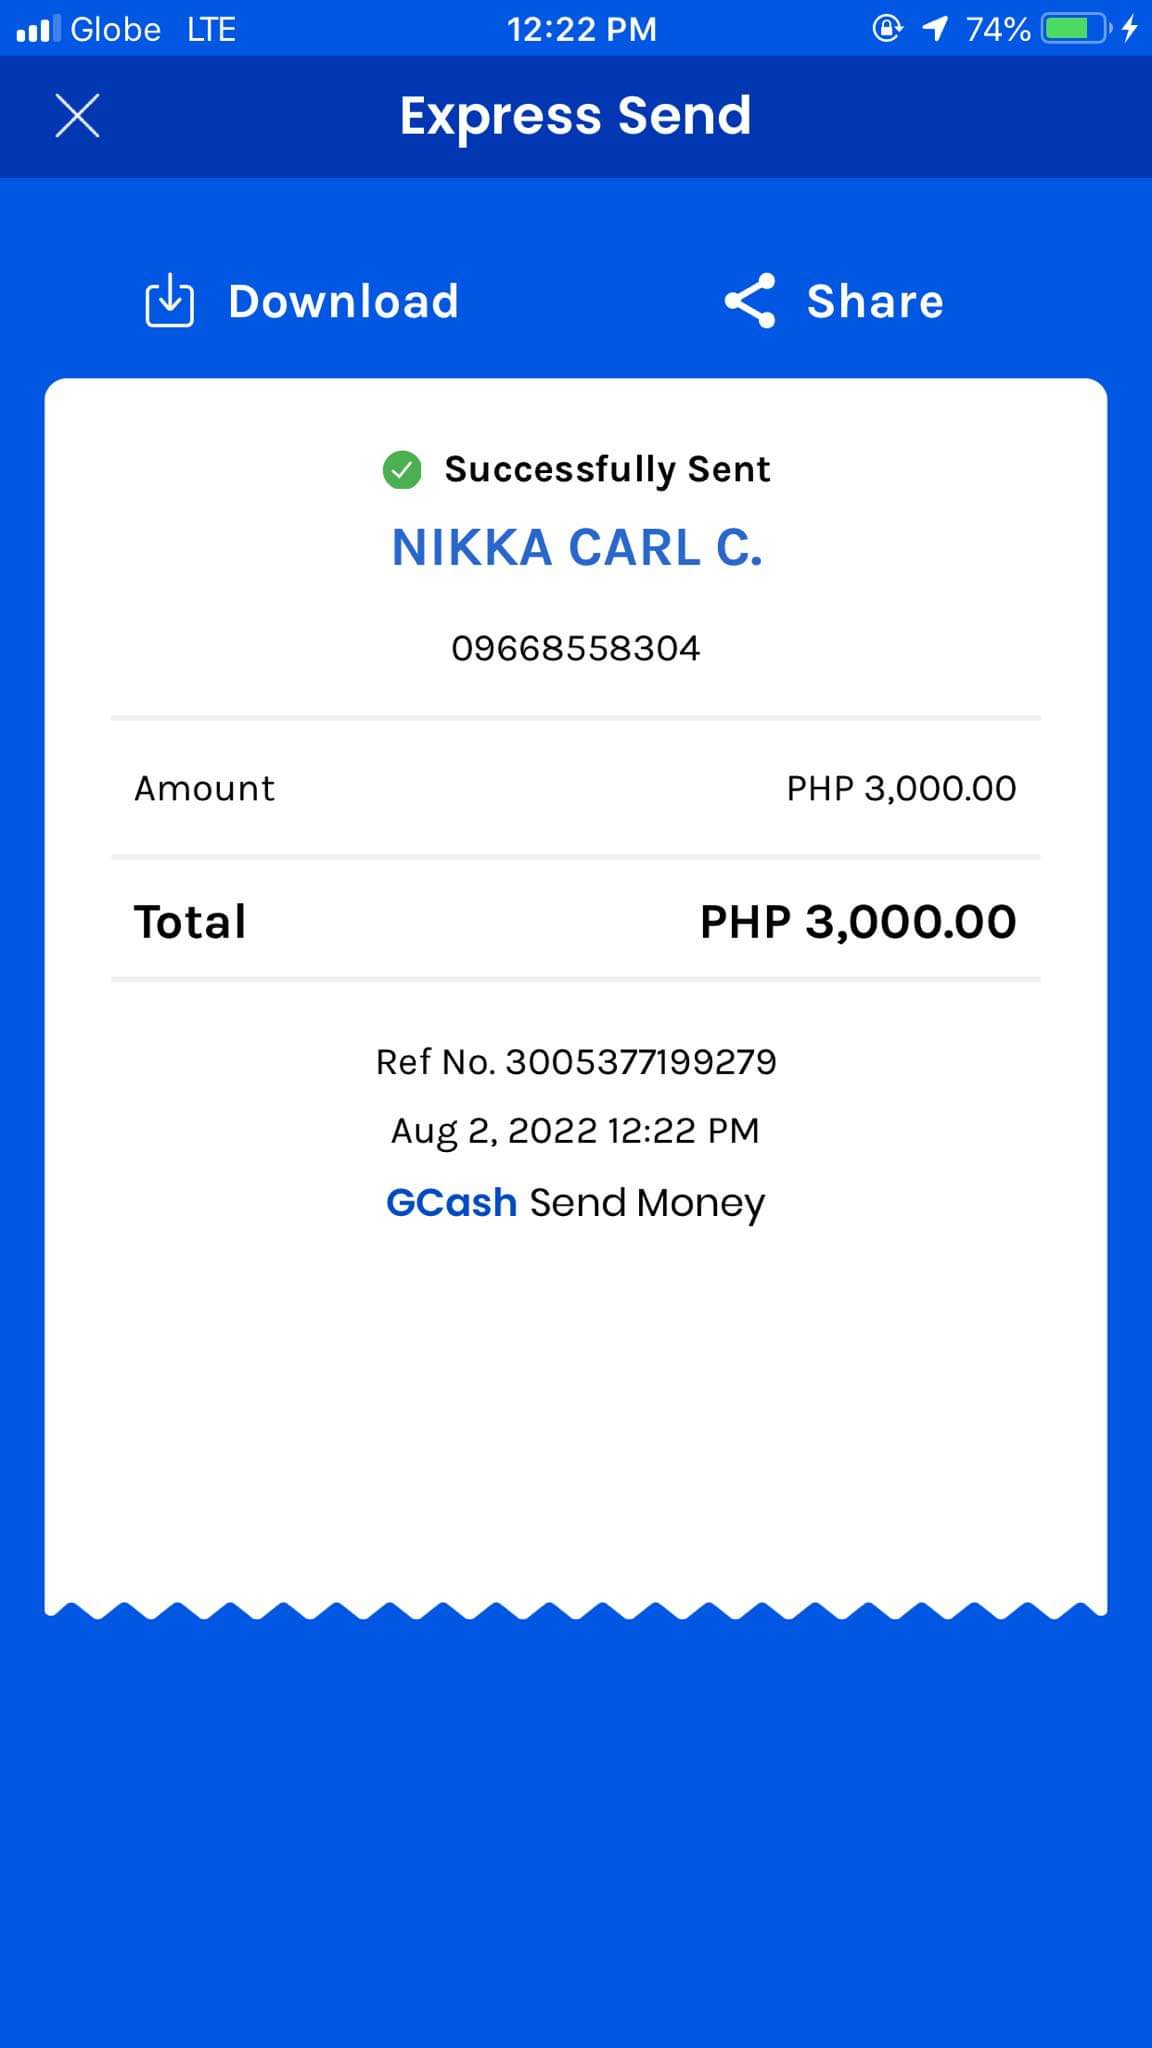 Globe LTE 12:22 PM 74%
Express Send
Download Share
Successfully Sent
NIKKA CARL C.
09668558304
Amount PHP 3,000.00
Total PHP 3,000.00
Ref No. 3005377199279
Aug 2, 2022 12:22 PM
GCash Send Money